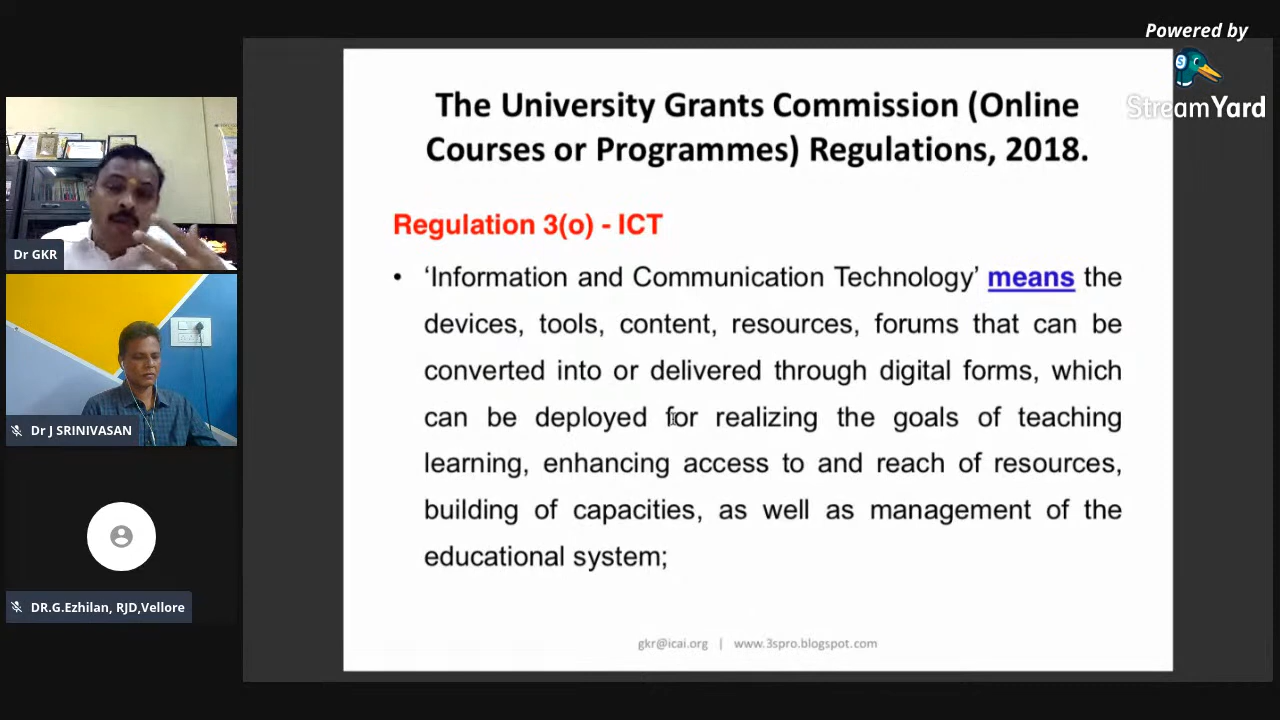 Powered by
StreamYard
The University Grants Commission (Online
Courses or Programmes) Regulations, 2018.
Regulation 3(o) - ICT
• ‘Information and Communication Technology’ means the
devices, tools, content, resources, forums that can be
converted into or delivered through digital forms, which
can be deployed for realizing the goals of teaching
learning, enhancing access to and reach of resources,
building of capacities, as well as management of the
educational system;
gkr@icai.org | www.3spro.blogspot.com
Dr GKR
Dr J SRINIVASAN
DR.G.Ezhilan, RJD,Vellore